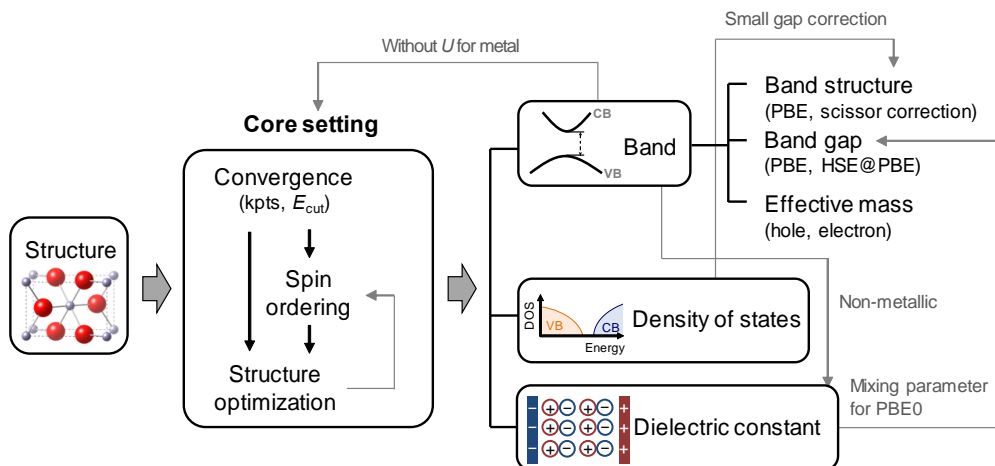 Small gap correction
Without U for metal
Core setting
Structure
Convergence
(kpts, Ecut)
Spin
ordering
Structure
optimization
CB
Band
VB
Band structure
(PBE, scissor correction)
Band gap
(PBE, HSE@PBE)
Effective mass
(hole, electron)
DOS
VB
CB
Energy
Density of states
Non-metallic
Mixing parameter
for PBE0
− + − + − +
− + − + − +
− + − + − +
Dielectric constant